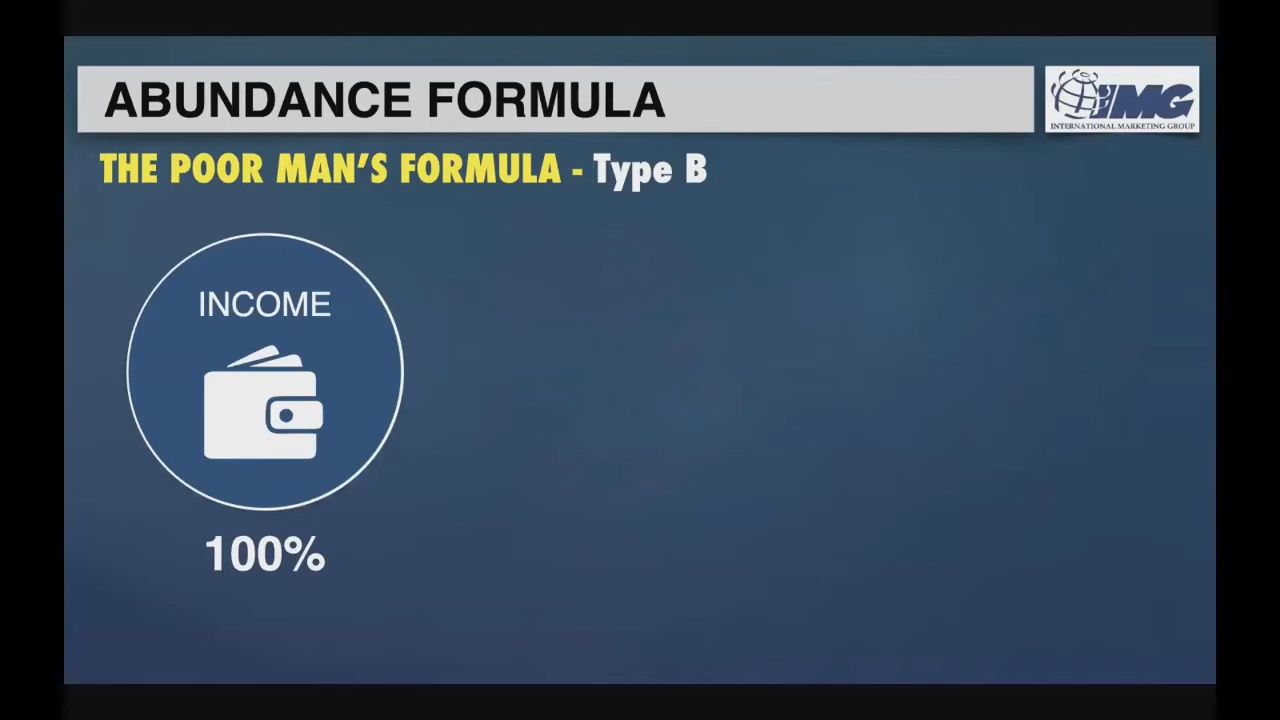 ABUNDANCE FORMULA
IMG
INTERNATIONAL MARKETING GROUP
THE POOR MAN'S FORMULA - Type B
INCOME
100%